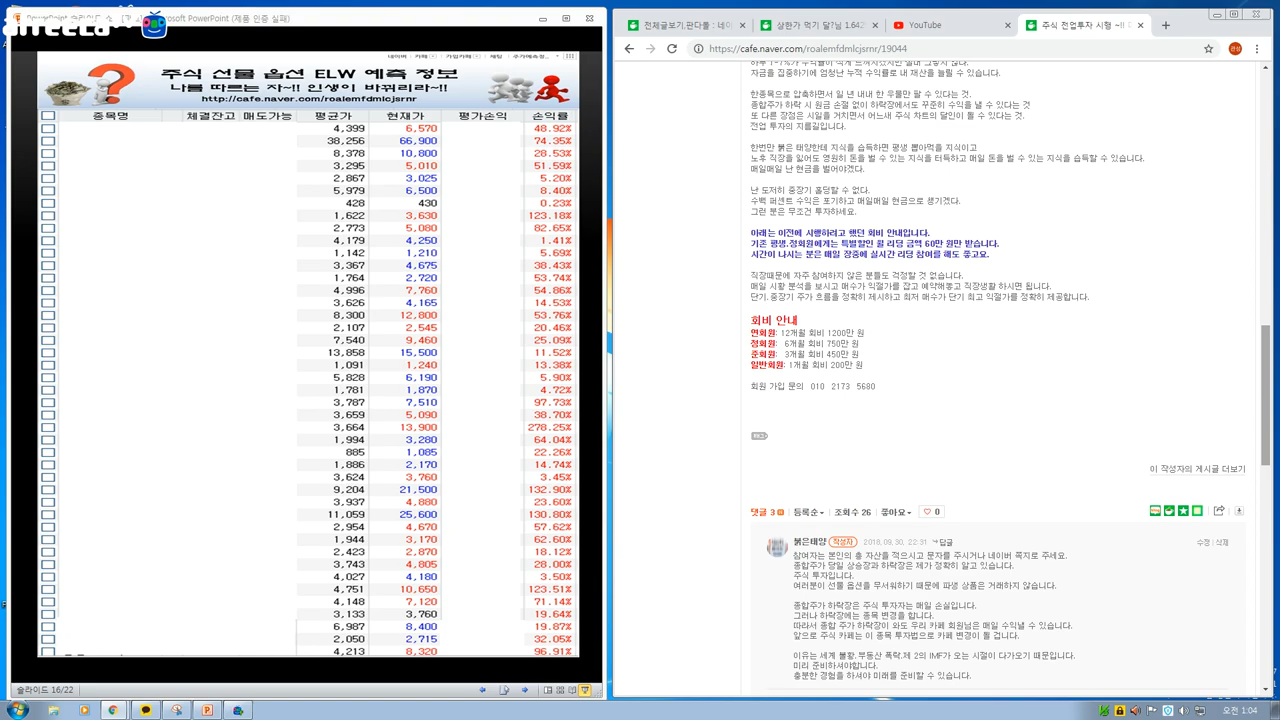 afreeca
Microsoft PowerPoint (제품 인증 실패)
주식 선물 옵션 ELW 예측 정보
나를 따르는 자~!! 인생이 바뀌리라~!
http://cafe.naver.com/roalemfdmlcjsrnr
종목명 체결잔고 매도가능 평균가 현재가 평가손익 손익률
4,399 6,570 48.92%
38,256 66,900 74.35%
8,378 10,800 28.53%
3,295 5,010 51.59%
2,867 3,025 5.20%
5,979 6,500 8.40%
428 430 0.23%
1,622 3,630 123.18%
2,773 5,080 82.65%
4,179 4,250 1.41%
1,142 1,210 5.69%
3,367 4,675 38.43%
1,764 2,720 53.74%
4,996 7,760 54.86%
3,626 4,165 14.53%
8,300 12,800 53.76%
2,107 2,545 20.46%
7,540 9,460 25.09%
13,858 15,500 11.52%
1,091 1,240 13.38%
5,828 6,190 5.90%
1,781 1,870 4.72%
3,787 7,510 97.73%
3,659 5,090 38.70%
3,664 13,900 278.25%
1,994 3,280 64.04%
885 1,085 22.26%
1,886 2,170 14.74%
3,624 3,760 3.45%
9,204 21,500 132.90%
3,937 4,880 23.60%
11,059 25,600 130.80%
2,954 4,670 57.62%
1,944 3,170 62.60%
2,423 2,870 18.12%
3,743 4,805 28.00%
4,027 4,180 3.50%
4,751 10,650 123.51%
4,148 7,120 71.14%
3,133 3,760 19.64%
6,987 8,400 19.87%
2,050 2,715 32.05%
4,213 8,320 96.91%
슬라이드 16/22
전체글보기,판다툴 : 네이
상한가 먹기 달?님 1.64
YouTube
주식 전업투자 시행 ~!!
https://cafe.naver.com/roalemfdmlcjsrnr/19044
자금을 집중하기에 엄청난 누적 수익률로 내 재산을 늘릴 수 있습니다.
한종목으로 압축하면서 일 년 내내 한 우물만 팔 수 있다는 것.
종합주가 하락 시 원금 손절 없이 하락장에서도 꾸준히 수익을 낼 수 있다는 것
또 다른 장점은 시일을 거치면서 어느새 주식 차트의 달인이 될 수 있다는 것.
전업 투자의 지름길입니다.
한번만 붉은 태양한테 지식을 습득하면 평생 뽑아먹을 지식이고
노후 직장을 잃어도 영원히 돈을 벌 수 있는 지식을 터득하고 매일 돈을 벌 수 있는 지식을 습득할 수 있습니다.
매일매일 난 현금을 벌어야겠다.
난 도저히 중장기 홀딩할 수 없다.
수백 퍼센트 수익은 포기하고 매일매일 현금으로 챙기겠다.
그런 분은 무조건 투자하세요.
아래는 이전에 시행하려고 했던 회비 안내입니다.
기존 평생.정회원에게는 특별할인 월 리딩 금액 60만 원만 받습니다.
시간이 나시는 분은 매일 장중에 실시간 리딩 참여를 해도 좋고요.
직장때문에 자주 참여하지 않은 분들도 걱정할 것 없습니다.
매일 시황 분석을 보시고 매수가 익절가를 잡고 예약해놓고 직장생활 하시면 됩니다.
단기.중장기 주가 흐름을 정확히 제시하고 최저 매수가 단기 최고 익절가를 정확히 제공합니다.
회비 안내
연회원: 12개월 회비 1200만 원
정회원: 6개월 회비 750만 원
준회원: 3개월 회비 450만 원
일반회원: 1개월 회비 200만 원
회원 가입 문의 010 2173 5680
태그
이 작성자의 게시글 더보기
댓글 3 등록순 조회수 26 좋아요 0
붉은태양 작성자 2018.09.30. 22:31 답글 수정 삭제
참여자는 본인의 총 자산을 적으시고 문자를 주시거나 네이버 쪽지로 주세요.
종합주가 당일 상승장과 하락장은 제가 정확히 알고 있습니다.
주식 투자입니다.
여러분이 선물 옵션을 무서워하기 때문에 파생 상품은 거래하지 않습니다.
종합주가 하락장은 주식 투자자는 매일 손실입니다.
그러나 하락장에는 종목 변경을 합니다.
따라서 종합 주가 하락장이 와도 우리 카페 회원님은 매일 수익낼 수 있습니다.
앞으로 주식 카페는 이 종목 투자법으로 카페 변경이 될 겁니다.
이유는 세계 불황.부동산 폭락.제 2의 IMF가 오는 시점이 다가오기 때문입니다.
미리 준비하셔야합니다.
충분한 경험을 하셔야 미래를 준비할 수 있습니다.
오전 1:04